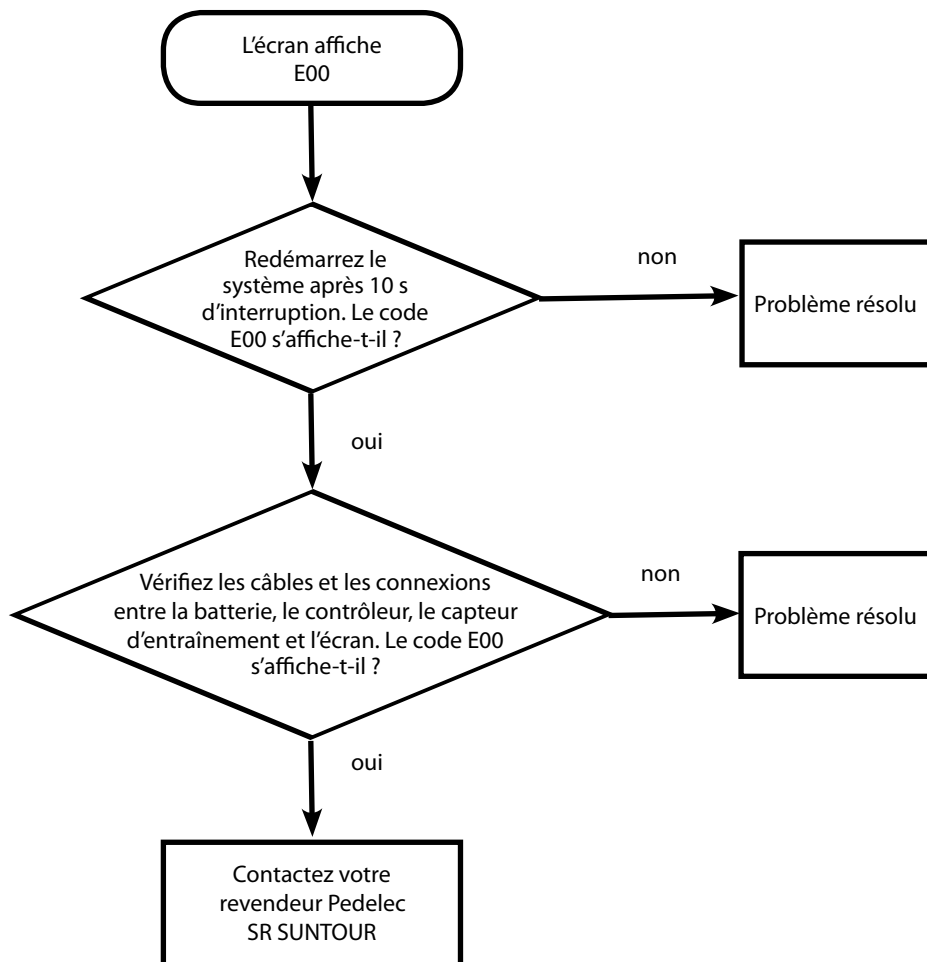 L’écran affiche
E00
Redémarrez le
système après 10 s
d’interruption. Le code
E00 s’affiche-t-il ?
non
Problème résolu
oui
Vérifiez les câbles et les connexions
entre la batterie, le contrôleur, le capteur
d’entraînement et l’écran. Le code E00
s’affiche-t-il ?
non
Problème résolu
oui
Contactez votre
revendeur Pedelec
SR SUNTOUR